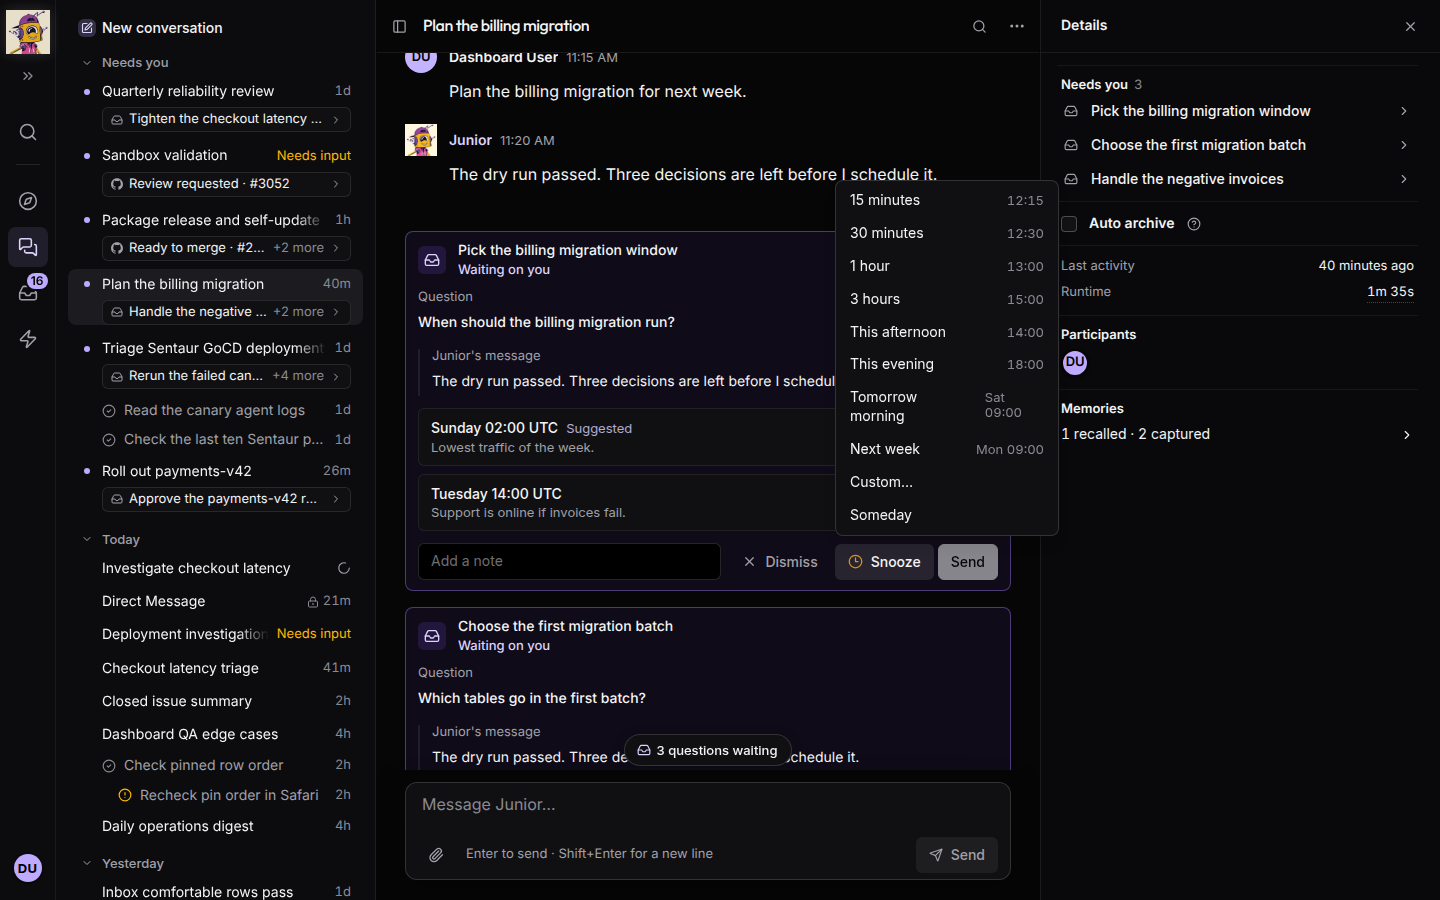 New conversation
Needs you
Quarterly reliability review 1d
Tighten the checkout latency ...
Sandbox validation Needs input
Review requested · #3052
Package release and self-update 1h
Ready to merge · #2... +2 more
Plan the billing migration 40m
Handle the negative ... +2 more
Triage Sentaur GoCD deployment 1d
Rerun the failed can... +4 more
Read the canary agent logs 1d
Check the last ten Sentaur p... 1d
Roll out payments-v42 26m
Approve the payments-v42 r...
Today
Investigate checkout latency
Direct Message 21m
Deployment investigation Needs input
Checkout latency triage 41m
Closed issue summary 2h
Dashboard QA edge cases 4h
Check pinned row order 2h
Recheck pin order in Safari 2h
Daily operations digest 4h
Yesterday
Inbox comfortable rows pass 1d
16
DU
Plan the billing migration
DU
Dashboard User 11:15 AM
Plan the billing migration for next week.
Junior 11:20 AM
The dry run passed. Three decisions are left before I schedule it.
Pick the billing migration window
Waiting on you
Question
When should the billing migration run?
Junior's message
The dry run passed. Three decisions are left before I schedul
Sunday 02:00 UTC Suggested
Lowest traffic of the week.
Tuesday 14:00 UTC
Support is online if invoices fail.
Add a note
Dismiss
Snooze
Send
15 minutes 12:15
30 minutes 12:30
1 hour 13:00
3 hours 15:00
This afternoon 14:00
This evening 18:00
Tomorrow morning Sat 09:00
Next week Mon 09:00
Custom...
Someday
Choose the first migration batch
Waiting on you
Question
Which tables go in the first batch?
Junior's message
The dry run passed. Three de schedule it.
3 questions waiting
Message Junior...
Enter to send · Shift+Enter for a new line
Send
Details
Needs you 3
Pick the billing migration window
Choose the first migration batch
Handle the negative invoices
Auto archive
Last activity 40 minutes ago
Runtime 1m 35s
Participants
DU
Memories
1 recalled · 2 captured